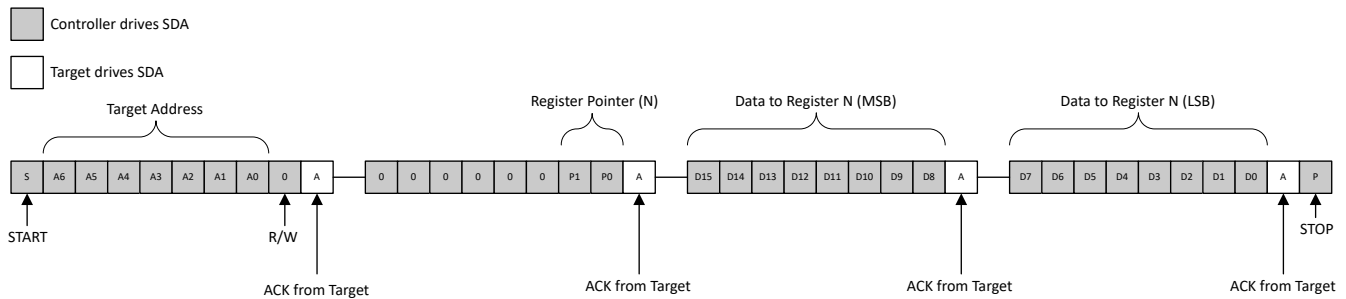 Controller drives SDA
Target drives SDA
Target Address
Register Pointer (N)
Data to Register N (MSB)
Data to Register N (LSB)
S A6 A5 A4 A3 A2 A1 A0 0 A 0 0 0 0 0 0 P1 P0 A D15 D14 D13 D12 D11 D10 D9 D8 A D7 D6 D5 D4 D3 D2 D1 D0 A P
START
R/W
STOP
ACK from Target
ACK from Target
ACK from Target
ACK from Target